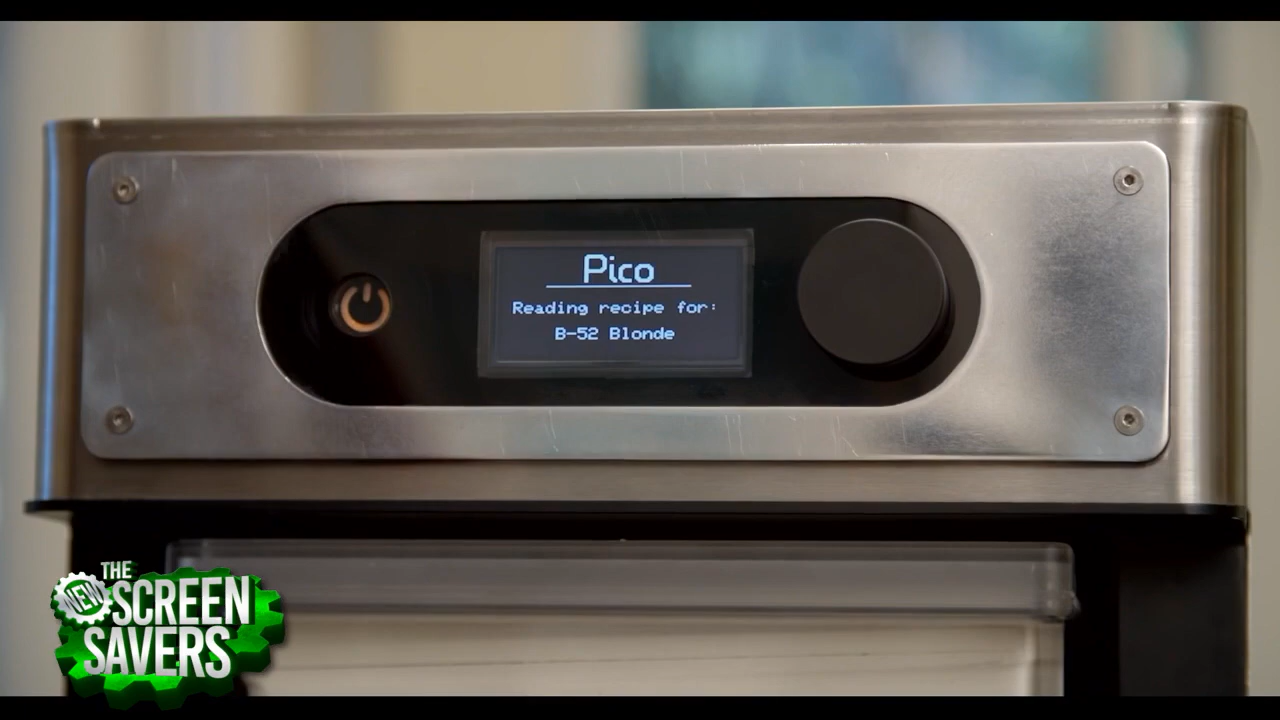 Pico
Reading recipe for:
B-52 Blonde
THE
NEW
SCREEN
SAVERS